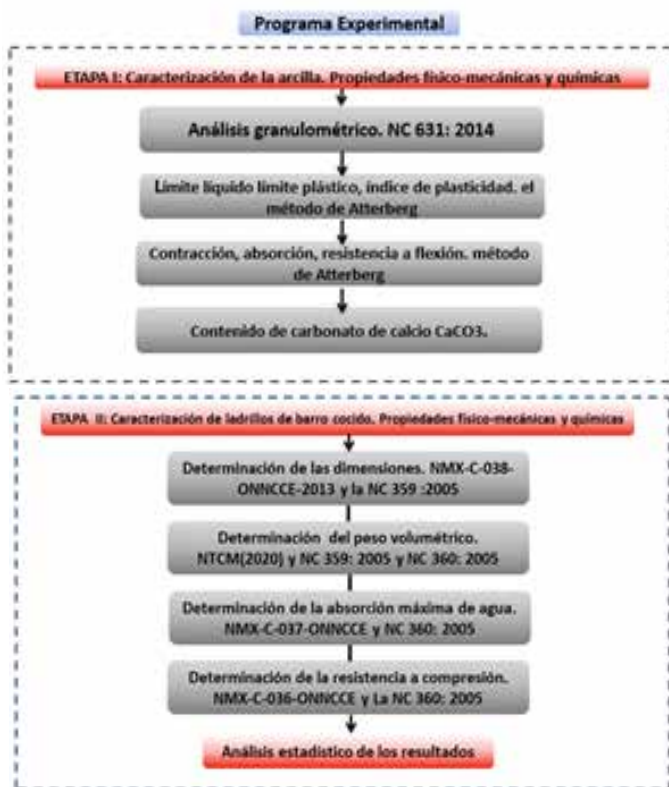 Programa Experimental
ETAPA I: Caracterización de la arcilla. Propiedades físico-mecánicas y químicas
Análisis granulométrico. NC 631: 2014
Límite líquido límite plástico, índice de plasticidad. el
método de Atterberg
Contracción, absorción, resistencia a flexión. método
de Atterberg
Contenido de carbonato de calcio CaCO3.
ETAPA II: Caracterización de ladrillos de barro cocido. Propiedades físico-mecánicas y químicas
Determinación de las dimensiones. NMX-C-038-
ONNCCE-2013 y la NC 359 :2005
Determinación del peso volumétrico.
NTCM(2020) y NC 359: 2005 y NC 360: 2005
Determinación de la absorción máxima de agua.
NMX-C-037-ONNCCE y NC 360: 2005
Determinación de la resistencia a compresión.
NMX-C-036-ONNCCE y La NC 360: 2005
Análisis estadístico de los resultados